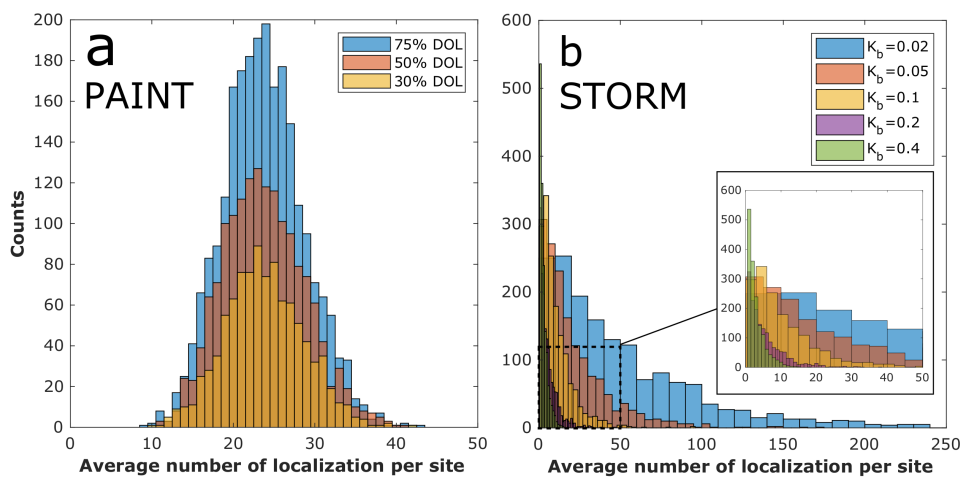 a
PAINT
75% DOL
50% DOL
30% DOL
200
180
160
140
120
100
80
60
40
20
0
0 10 20 30 40 50
Counts
Average number of localization per site
b
STORM
K_b=0.02
K_b=0.05
K_b=0.1
K_b=0.2
K_b=0.4
600
500
400
300
200
100
0
0 50 100 150 200 250
Average number of localization per site
600
500
400
300
200
100
0
0 10 20 30 40 50